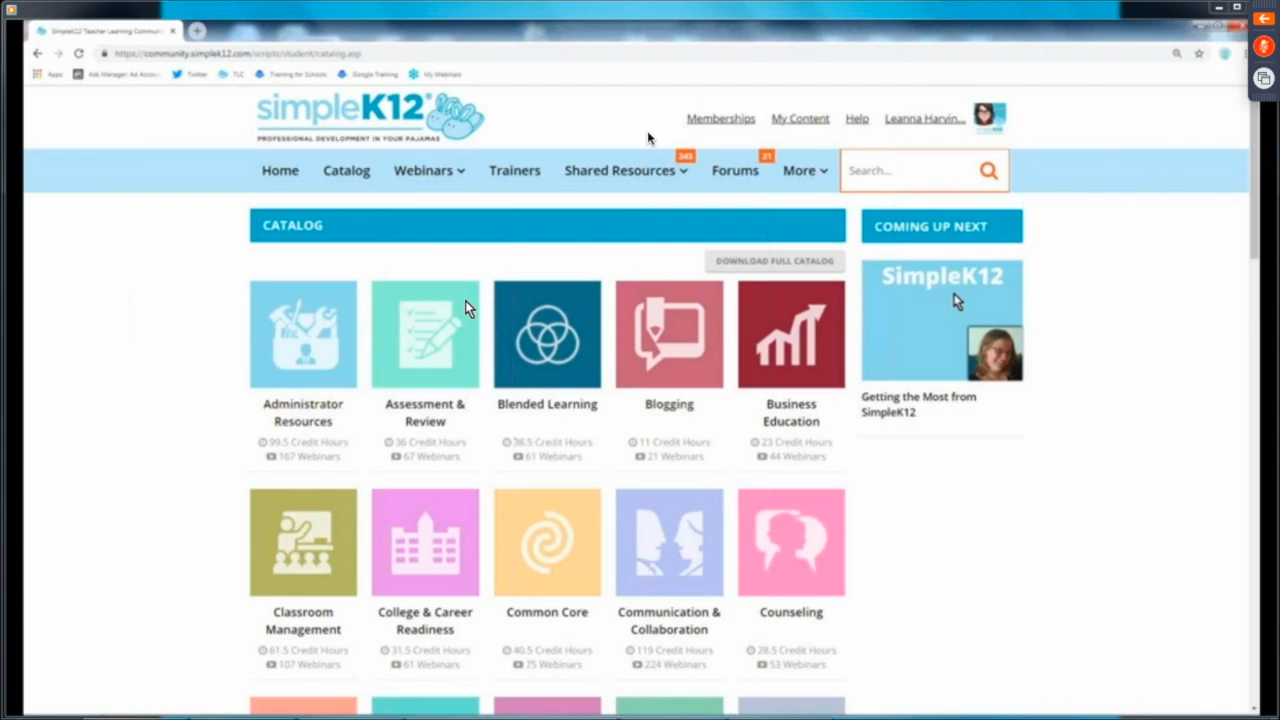 SimpleK12 Teacher Learning Commun
https://community.simplek12.com/scripts/student/catalog.asp
Apps Ads Manager: Ad Accou... Twitter TLC Training for Schools Google Training My Webinars
simpleK12®
PROFESSIONAL DEVELOPMENT IN YOUR PAJAMAS
Memberships My Content Help Leanna Harvin...
243 21
Home Catalog Webinars Trainers Shared Resources Forums More Search...
CATALOG
COMING UP NEXT
DOWNLOAD FULL CATALOG
SimpleK12
Getting the Most from
SimpleK12
Administrator
Resources
99.5 Credit Hours
167 Webinars
Assessment &
Review
36 Credit Hours
67 Webinars
Blended Learning
38.5 Credit Hours
61 Webinars
Blogging
11 Credit Hours
21 Webinars
Business
Education
23 Credit Hours
44 Webinars
Classroom
Management
61.5 Credit Hours
107 Webinars
College & Career
Readiness
31.5 Credit Hours
61 Webinars
Common Core
40.5 Credit Hours
75 Webinars
Communication &
Collaboration
119 Credit Hours
224 Webinars
Counseling
28.5 Credit Hours
53 Webinars